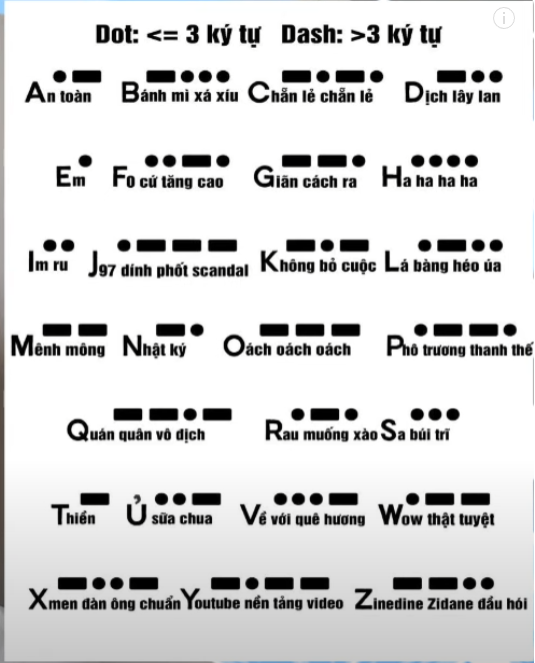 Dot: <= 3 ký tự Dash: >3 ký tự
An toàn Bánh mì xá xíu Chẵn lẻ chẵn lẻ Dịch lây lan
Em F0 cứ tăng cao Giãn cách ra Ha ha ha ha
Im ru J97 dính phốt scandal Không bỏ cuộc Lá bàng héo úa
Mênh mông Nhật ký Oách oách oách Phô trương thanh thế
Quán quân vô địch Rau muống xào Sa búi trĩ
Thiến Ủ sữa chua Về với quê hương Wow thật tuyệt
Xmen đàn ông chuẩn Youtube nền tảng video Zinedine Zidane đầu hói